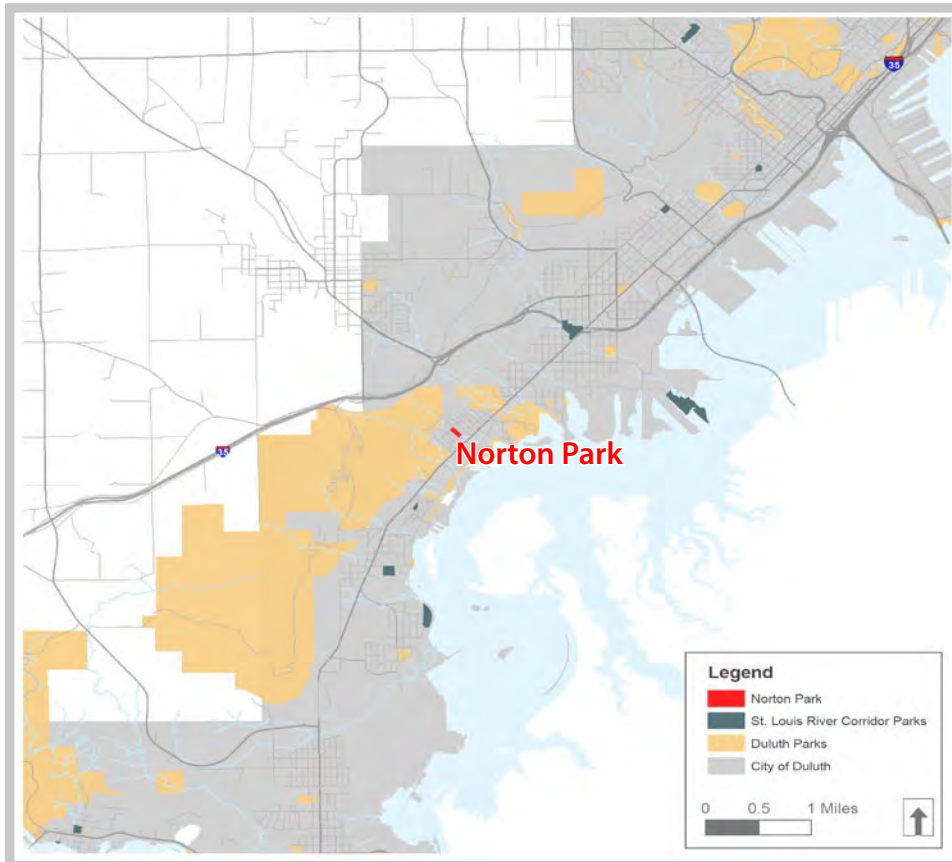 35
35
Norton Park
Legend
Norton Park
St. Louis River Corridor Parks
Duluth Parks
City of Duluth
0 0.5 1 Miles